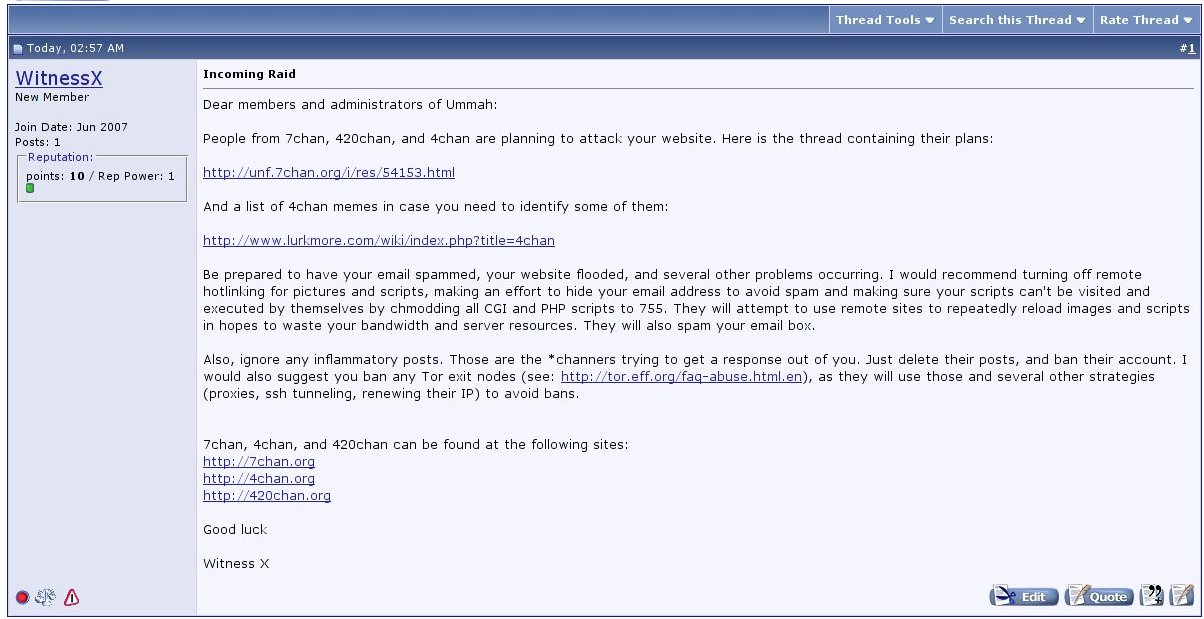 Thread Tools Search this Thread Rate Thread
Today, 02:57 AM #1
WitnessX
New Member
Join Date: Jun 2007
Posts: 1
Reputation:
points: 10 / Rep Power: 1
Incoming Raid
Dear members and administrators of Ummah:
People from 7chan, 420chan, and 4chan are planning to attack your website. Here is the thread containing their plans:
http://unf.7chan.org/i/res/54153.html
And a list of 4chan memes in case you need to identify some of them:
http://www.lurkmore.com/wiki/index.php?title=4chan
Be prepared to have your email spammed, your website flooded, and several other problems occurring. I would recommend turning off remote
hotlinking for pictures and scripts, making an effort to hide your email address to avoid spam and making sure your scripts can't be visited and
executed by themselves by chmodding all CGI and PHP scripts to 755. They will attempt to use remote sites to repeatedly reload images and scripts
in hopes to waste your bandwidth and server resources. They will also spam your email box.
Also, ignore any inflammatory posts. Those are the *channers trying to get a response out of you. Just delete their posts, and ban their account. I
would also suggest you ban any Tor exit nodes (see: http://tor.eff.org/faq-abuse.html.en), as they will use those and several other strategies
(proxies, ssh tunneling, renewing their IP) to avoid bans.
7chan, 4chan, and 420chan can be found at the following sites:
http://7chan.org
http://4chan.org
http://420chan.org
Good luck
Witness X
Edit Quote